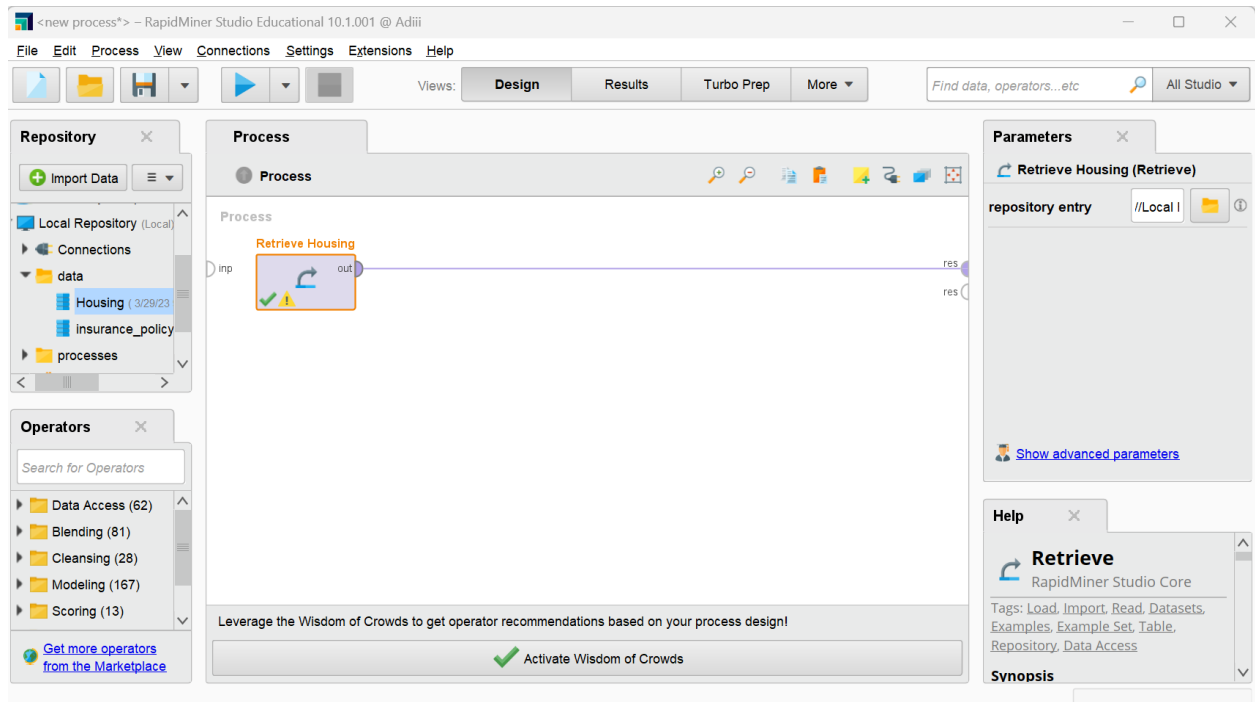 <new process*> – RapidMiner Studio Educational 10.1.001 @ Adiii
File Edit Process View Connections Settings Extensions Help
Views: Design Results Turbo Prep More
Find data, operators...etc
All Studio
Repository
Import Data
Local Repository (Local)
Connections
data
Housing ( 3/29/23
insurance_policy
processes
Operators
Search for Operators
Data Access (62)
Blending (81)
Cleansing (28)
Modeling (167)
Scoring (13)
Get more operators
from the Marketplace
Process
Process
Process
Retrieve Housing
inp
out
res
res
Leverage the Wisdom of Crowds to get operator recommendations based on your process design!
Activate Wisdom of Crowds
Parameters
Retrieve Housing (Retrieve)
repository entry
//Local
Show advanced parameters
Help
Retrieve
RapidMiner Studio Core
Tags: Load, Import, Read, Datasets,
Examples, Example Set, Table,
Repository, Data Access
Synopsis